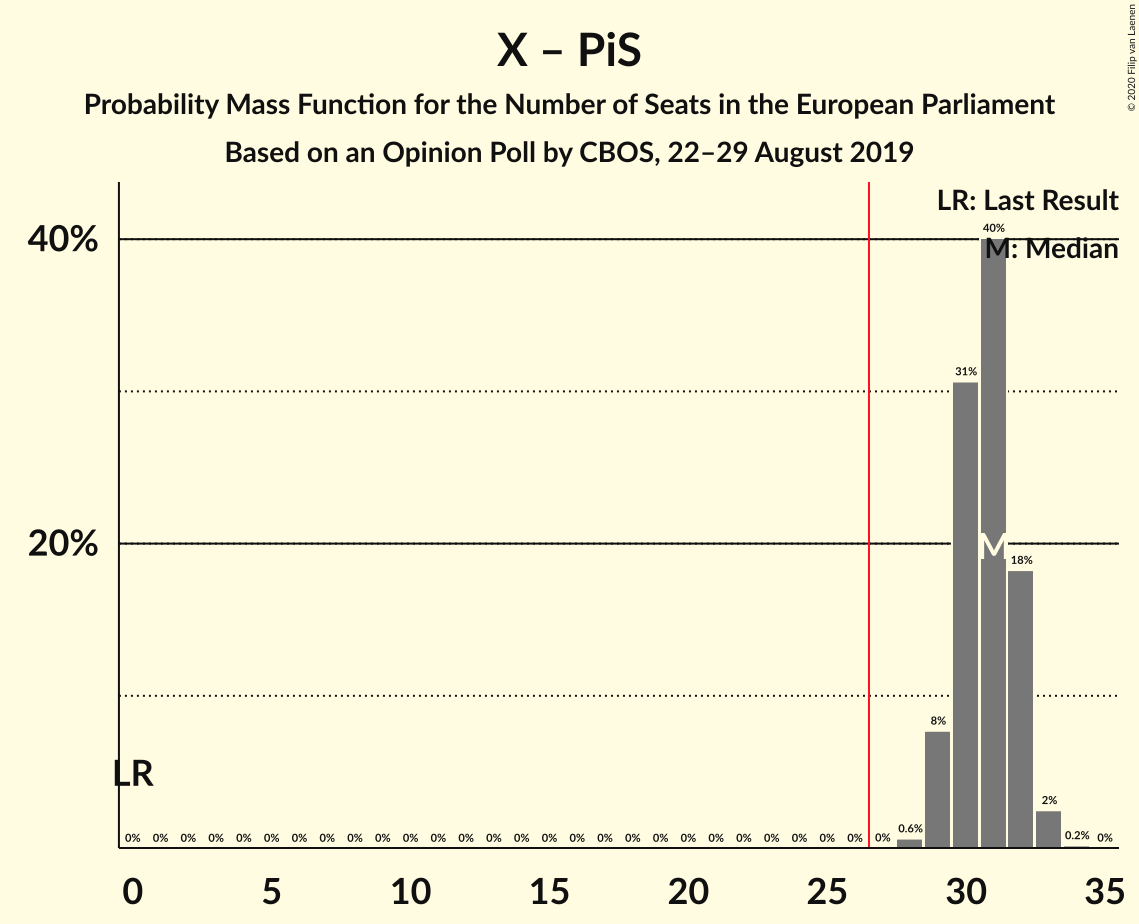 X – PiS
Probability Mass Function for the Number of Seats in the European Parliament
Based on an Opinion Poll by CBOS, 22–29 August 2019
© 2020 Filip van Laenen
LR: Last Result
M: Median
40%
20%
40%
31%
M
18%
8%
2%
LR
0% 0% 0% 0% 0% 0% 0% 0% 0% 0% 0% 0% 0% 0% 0% 0% 0% 0% 0% 0% 0% 0% 0% 0% 0% 0% 0% 0% 0.6% 0.2% 0%
0 5 10 15 20 25 30 35